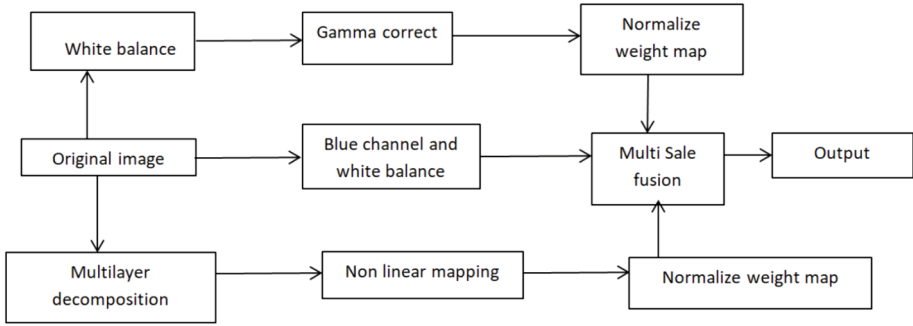 White balance
Gamma correct
Normalize
weight map
Original image
Blue channel and
white balance
Multi Sale
fusion
Output
Multilayer
decomposition
Non linear mapping
Normalize weight map